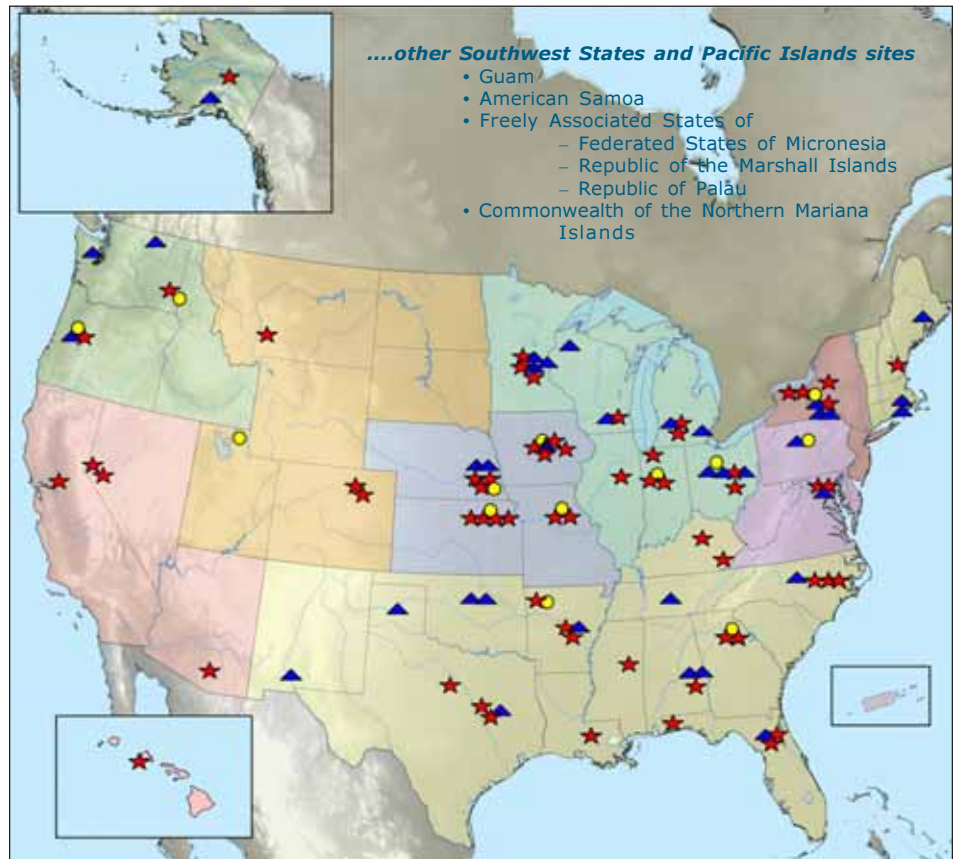 ....other Southwest States and Pacific Islands sites
• Guam
• American Samoa
• Freely Associated States of
– Federated States of Micronesia
– Republic of the Marshall Islands
– Republic of Palau
• Commonwealth of the Northern Mariana
Islands